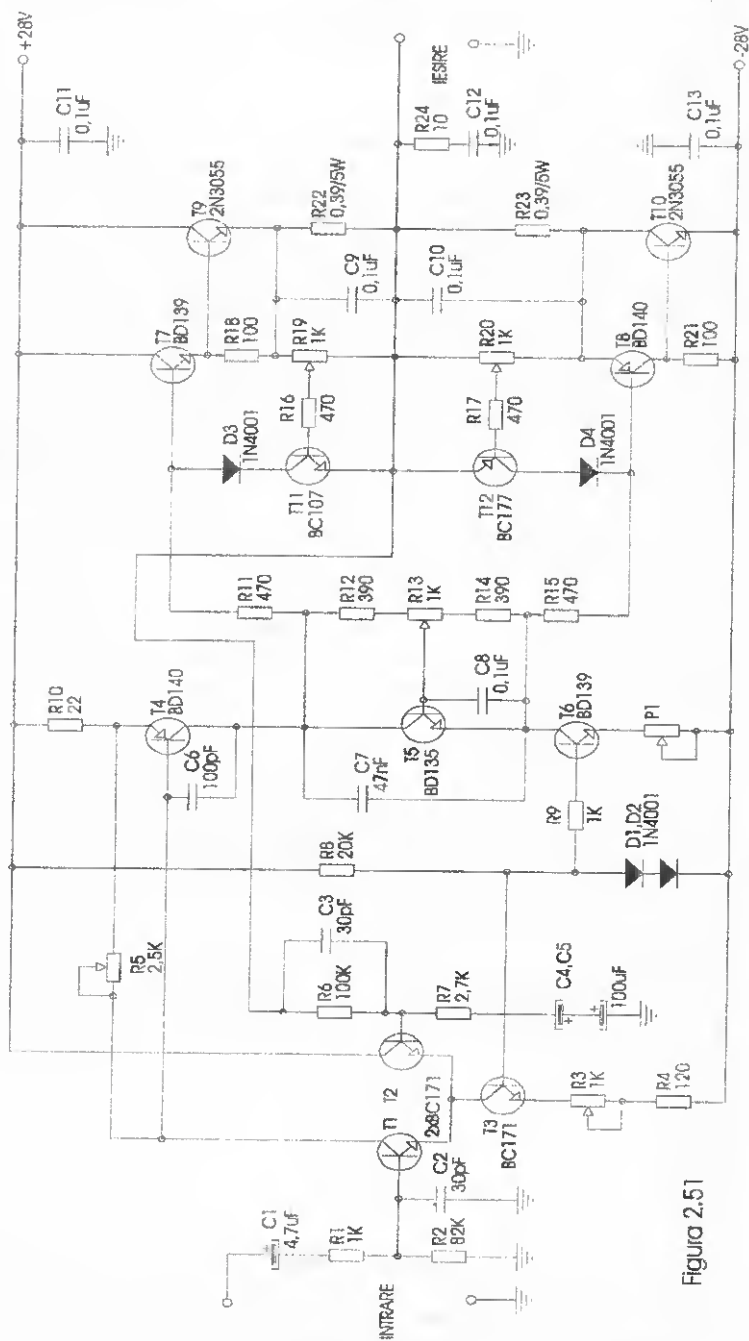 +28V
C11
0,1uF
T9
2N3055
R22
0,39/5W
IESIRE
R24
10
C12
0,1uF
R23
0,39/5W
C13
0,1uF
T10
2N3055
-28V
T7
BD139
R18
100
C9
0,1uF
R19
1K
C10
0,1uF
R20
1K
T8
BD140
R21
100
D3
1N4001
R16
470
T11
BC107
R17
470
T12
BC177
D4
1N4001
R11
470
R12
390
R13
1K
R14
390
R15
470
R10
22
T4
BD140
C6
100pF
C7
47nF
T5
BD135
C8
0,1uF
T6
BD139
R9
1K
P1
R8
20K
D1,D2
1N4001
R5
2,5K
C3
30pF
R6
100K
R7
2,7K
C4,C5
100uF
T1
T2
2xBC171
T3
BC171
R3
1K
R4
120
C1
4,7uF
R1
1K
C2
30pF
R2
82K
INTRARE
Figura 2.51